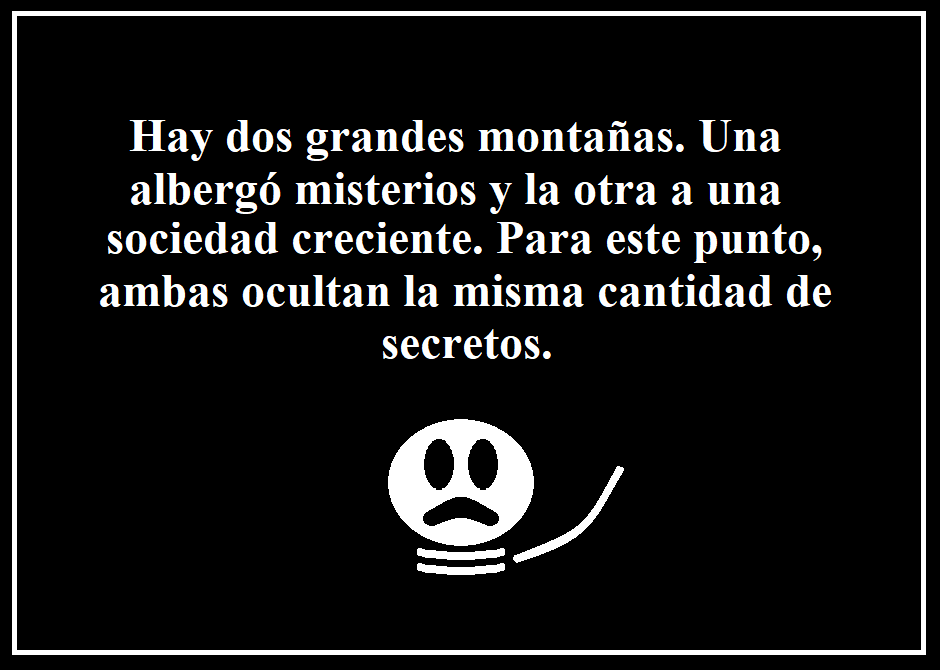 Hay dos grandes montañas. Una
albergó misterios y la otra a una
sociedad creciente. Para este punto,
ambas ocultan la misma cantidad de
secretos.